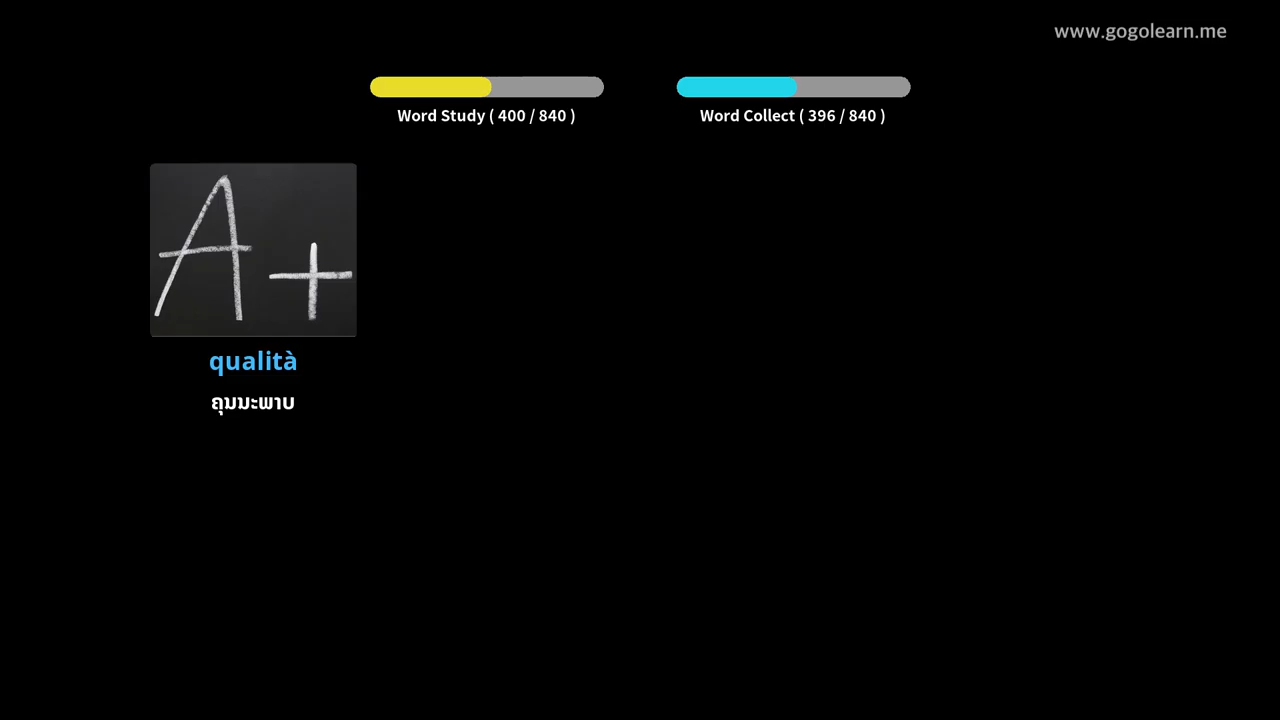 www.gogolearn.me
Word Study ( 400 / 840 )
Word Collect ( 396 / 840 )
A+
qualità
ຄຸນນະພາບ